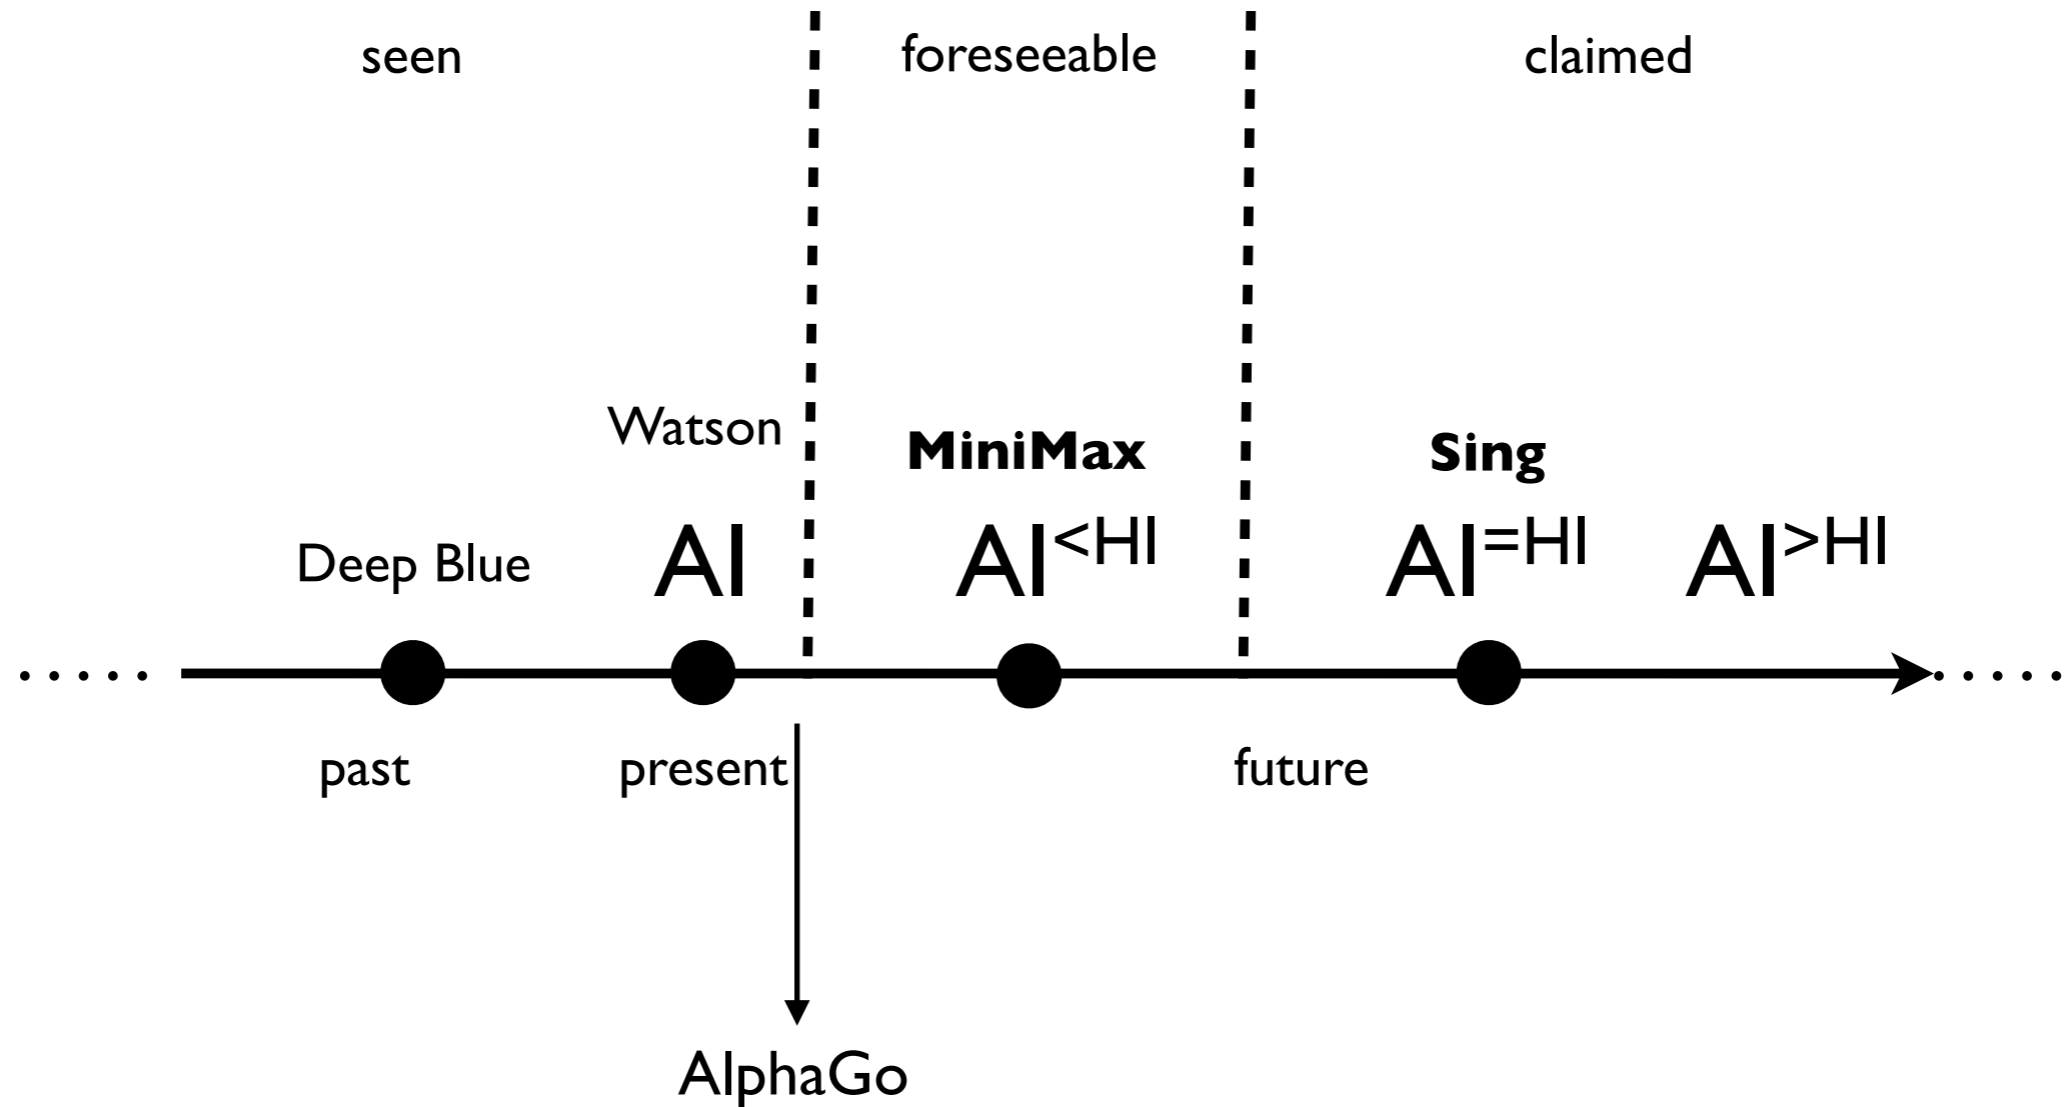 seen
foreseeable
claimed
Watson
MiniMax
Sing
Deep Blue
AI
AI<HI
AI=HI
AI>HI
past
present
future
AlphaGo